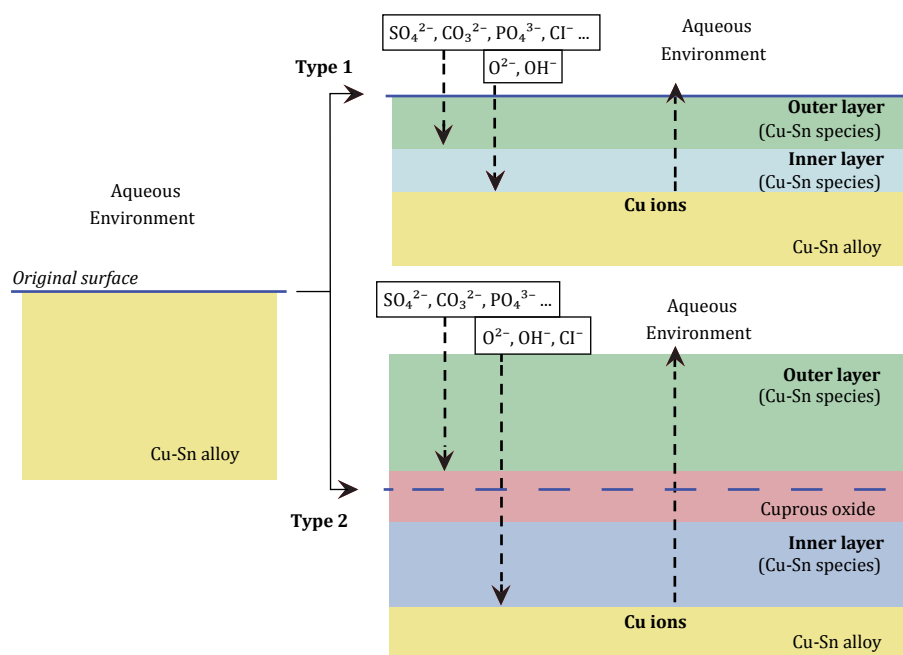 SO₄²⁻, CO₃²⁻, PO₄³⁻, CI⁻ ...
O²⁻, OH⁻
Aqueous
Environment
Type 1
Outer layer
(Cu-Sn species)
Inner layer
(Cu-Sn species)
Cu ions
Cu-Sn alloy
Aqueous
Environment
Original surface
Cu-Sn alloy
SO₄²⁻, CO₃²⁻, PO₄³⁻ ...
O²⁻, OH⁻, CI⁻
Aqueous
Environment
Outer layer
(Cu-Sn species)
Cuprous oxide
Type 2
Inner layer
(Cu-Sn species)
Cu ions
Cu-Sn alloy